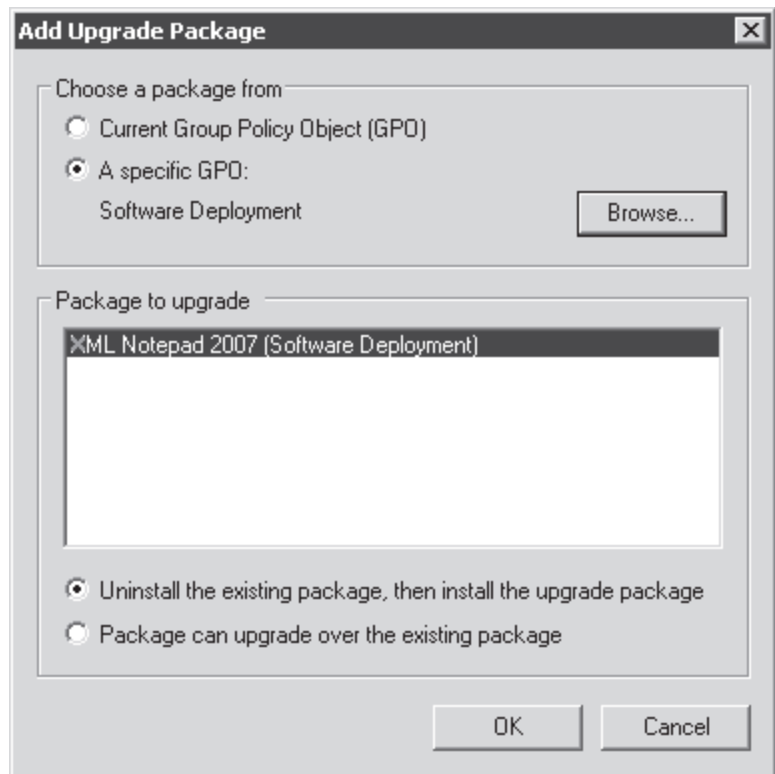 Add Upgrade Package
Choose a package from
Current Group Policy Object (GPO)
A specific GPO:
Software Deployment
Browse...
Package to upgrade
XML Notepad 2007 (Software Deployment)
Uninstall the existing package, then install the upgrade package
Package can upgrade over the existing package
OK
Cancel